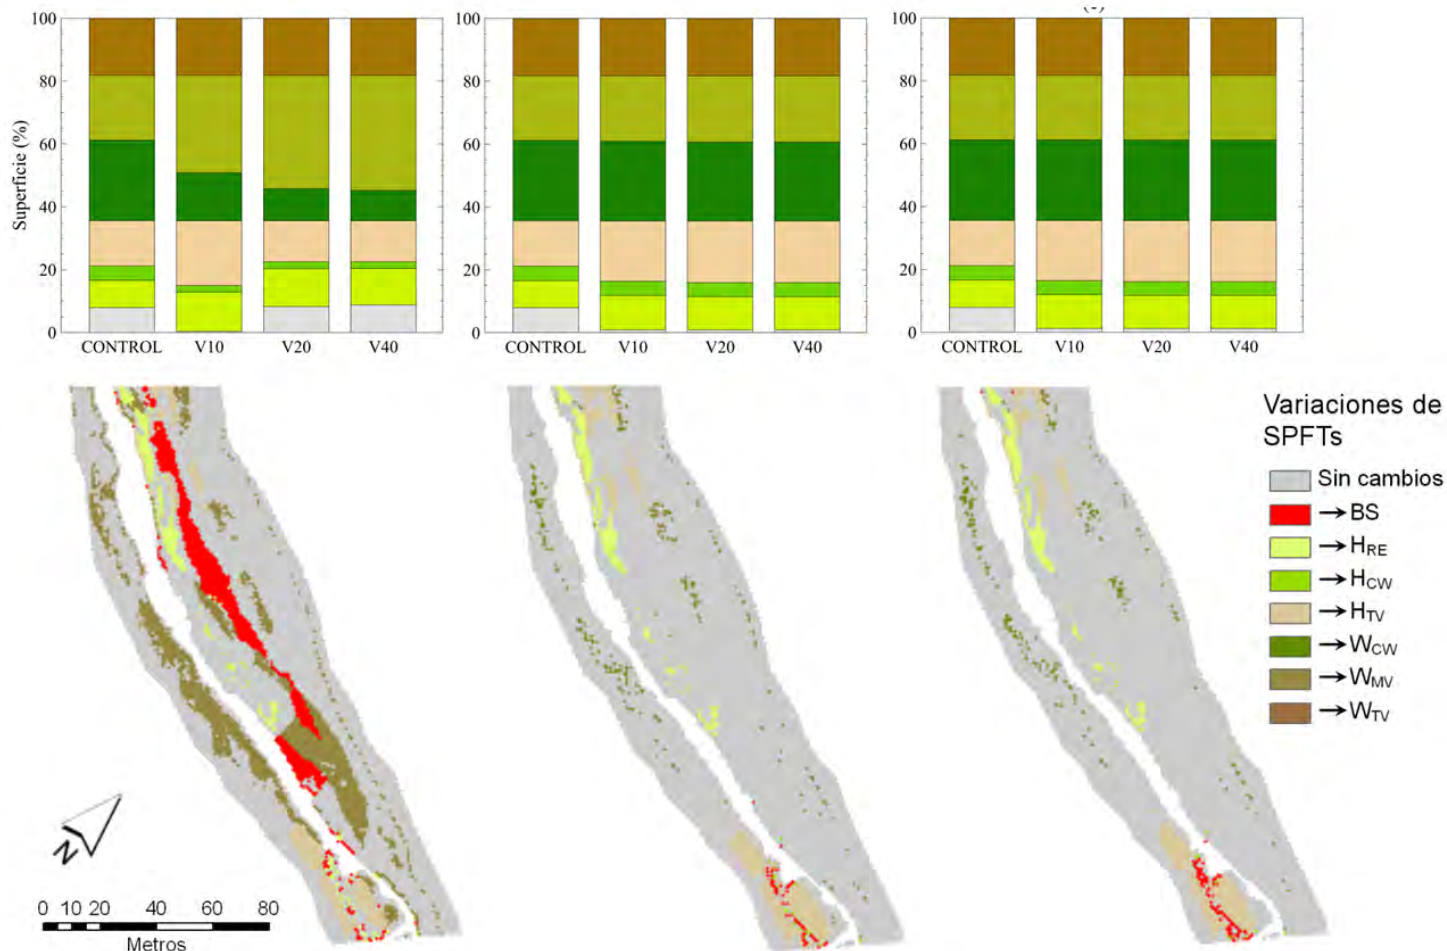 100
80
60
40
20
0
Superficie (%)
CONTROL V10 V20 V40
100
80
60
40
20
0
CONTROL V10 V20 V40
100
80
60
40
20
0
CONTROL V10 V20 V40
Variaciones de
SPFTs
Sin cambios
→BS
→HRE
→HCW
→HTV
→WCW
→WMV
→WTV
N
0 10 20 40 60 80
Metros